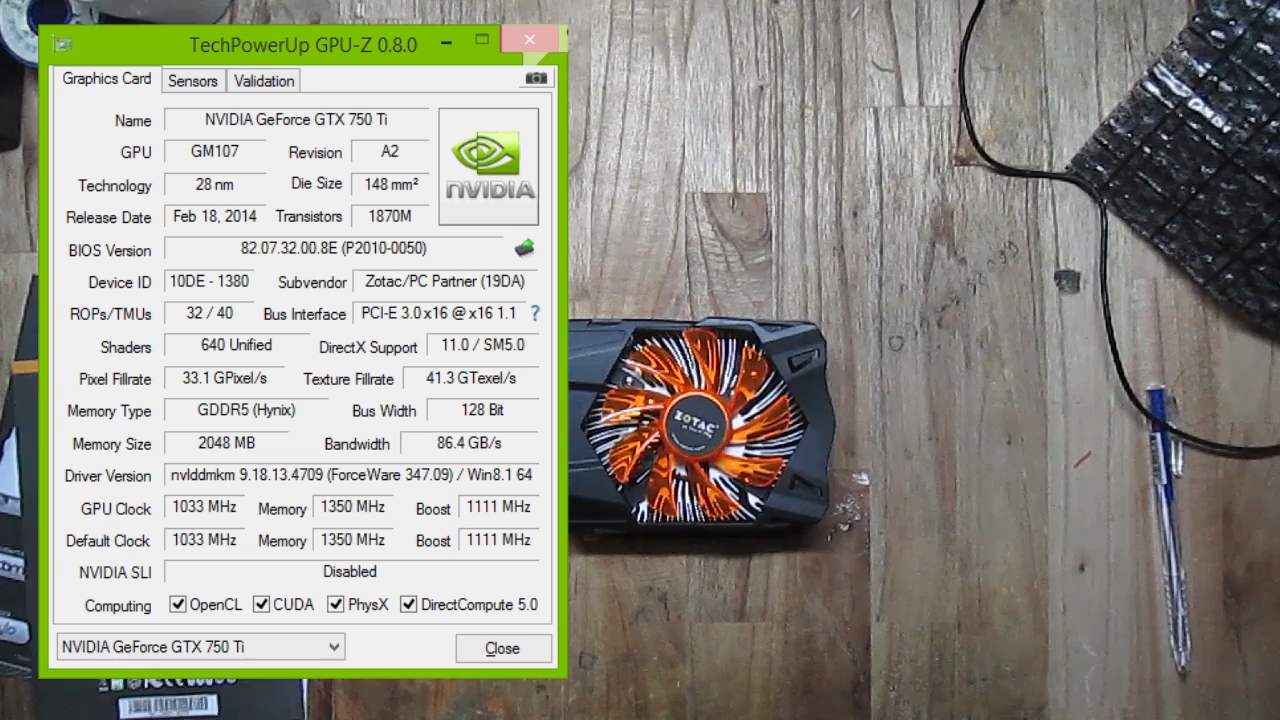 TechPowerUp GPU-Z 0.8.0
Graphics Card Sensors Validation
Name NVIDIA GeForce GTX 750 Ti
GPU GM107 Revision A2
Technology 28 nm Die Size 148 mm²
Release Date Feb 18, 2014 Transistors 1870M
NVIDIA
BIOS Version 82.07.32.00.8E (P2010-0050)
Device ID 10DE - 1380 Subvendor Zotac/PC Partner (19DA)
ROPs/TMUs 32 / 40 Bus Interface PCI-E 3.0 x16 @ x16 1.1 ?
Shaders 640 Unified DirectX Support 11.0 / SM5.0
Pixel Fillrate 33.1 GPixel/s Texture Fillrate 41.3 GTexel/s
Memory Type GDDR5 (Hynix) Bus Width 128 Bit
Memory Size 2048 MB Bandwidth 86.4 GB/s
Driver Version nvlddmkm 9.18.13.4709 (ForceWare 347.09) / Win8.1 64
GPU Clock 1033 MHz Memory 1350 MHz Boost 1111 MHz
Default Clock 1033 MHz Memory 1350 MHz Boost 1111 MHz
NVIDIA SLI Disabled
Computing OpenCL CUDA PhysX DirectCompute 5.0
NVIDIA GeForce GTX 750 Ti Close
ZOTAC